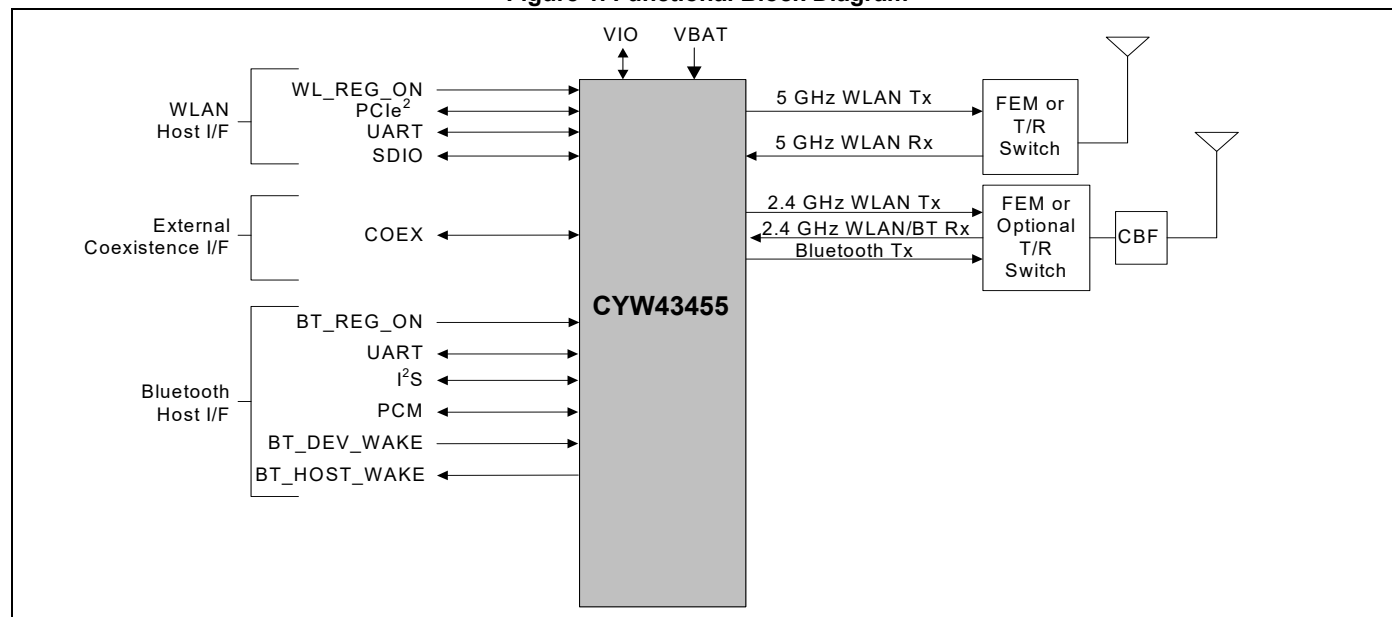 Figure 1. Functional Block Diagram
VIO
VBAT
WLAN
Host I/F
WL_REG_ON
PCIe²
UART
SDIO
External
Coexistence I/F
COEX
Bluetooth
Host I/F
BT_REG_ON
UART
I²S
PCM
BT_DEV_WAKE
BT_HOST_WAKE
CYW43455
5 GHz WLAN Tx
5 GHz WLAN Rx
FEM or
T/R
Switch
2.4 GHz WLAN Tx
2.4 GHz WLAN/BT Rx
Bluetooth Tx
FEM or
Optional
T/R
Switch
CBF